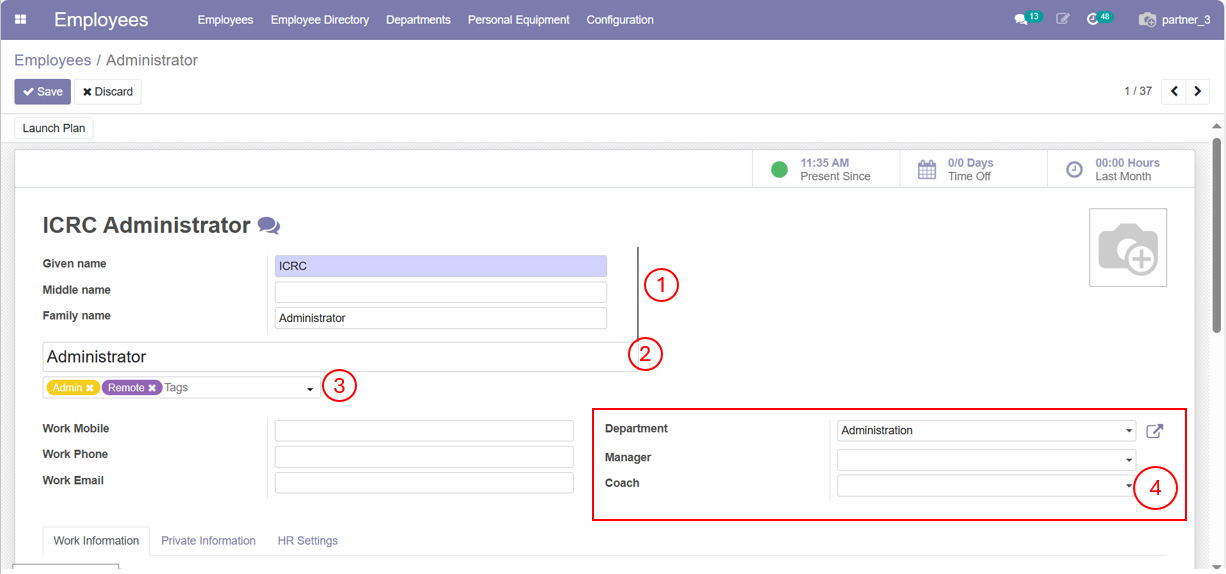 Employees Employees Employee Directory Departments Personal Equipment Configuration 13 48 partner_3
Employees / Administrator
Save Discard 1 / 37
Launch Plan
11:35 AM 0/0 Days 00:00 Hours
Present Since Time Off Last Month
ICRC Administrator
Given name ICRC
Middle name
1
Family name Administrator
Administrator 2
Admin Remote Tags 3
Work Mobile Department Administration
Work Phone Manager
Work Email Coach 4
Work Information Private Information HR Settings